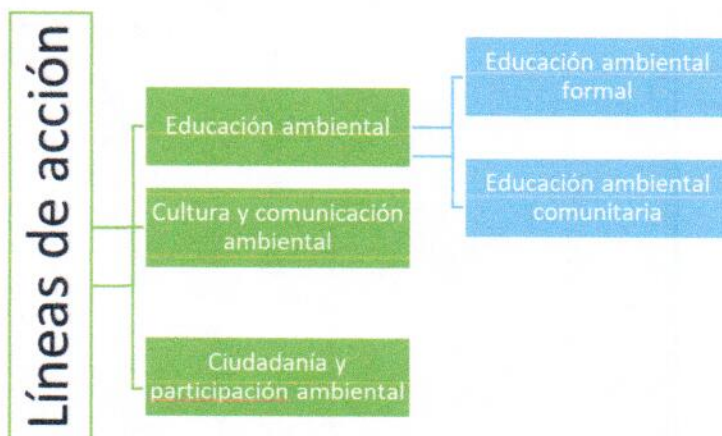 Líneas de acción
Educación ambiental
Educación ambiental
formal
Educación ambiental
comunitaria
Cultura y comunicación
ambiental
Ciudadanía y
participación ambiental